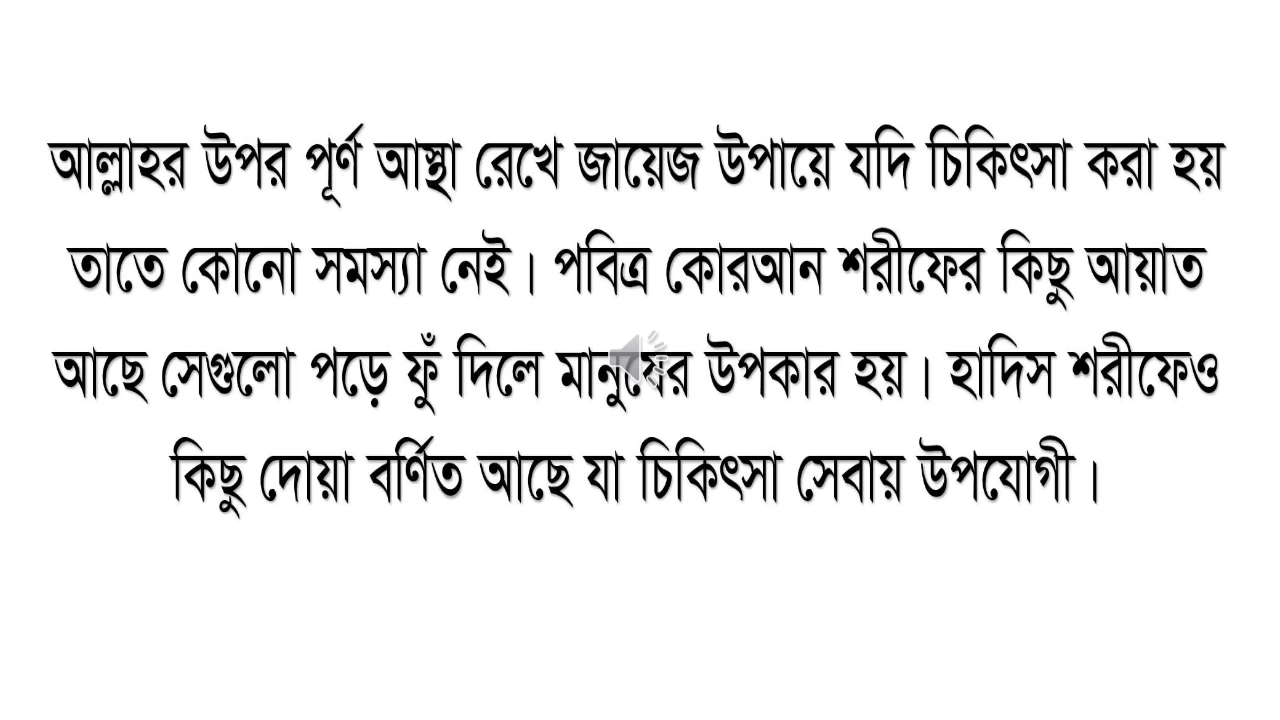 আল্লাহর উপর পূর্ণ আস্থা রেখে জায়েজ উপায়ে যদি চিকিৎসা করা হয়
তাতে কোনো সমস্যা নেই। পবিত্র কোরআন শরীফের কিছু আয়াত
আছে সেগুলো পড়ে ফুঁ দিলে মানুষের উপকার হয়। হাদিস শরীফেও
কিছু দোয়া বর্ণিত আছে যা চিকিৎসা সেবায় উপযোগী।